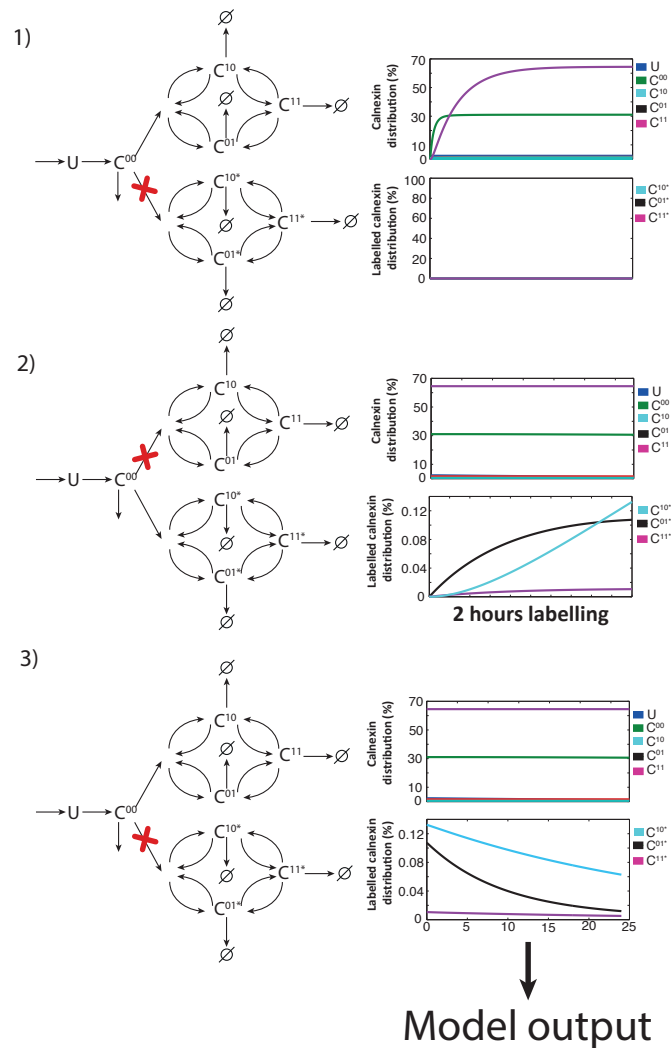 1)
∅
C¹⁰
∅
C¹¹
∅
C⁰¹
U
C⁰⁰
C¹⁰*
∅
C¹¹*
∅
C⁰¹*
∅
Calnexin
distribution (%)
70
60
30
0
U
C⁰⁰
C¹⁰
C⁰¹
C¹¹
Labelled calnexin
distribution (%)
100
80
60
40
20
0
C¹⁰*
C⁰¹*
C¹¹*
2)
∅
C¹⁰
∅
C¹¹
∅
C⁰¹
U
C⁰⁰
C¹⁰*
∅
C¹¹*
∅
C⁰¹*
∅
Calnexin
distribution (%)
70
60
30
0
U
C⁰⁰
C¹⁰
C⁰¹
C¹¹
Labelled calnexin
distribution (%)
0.12
0.08
0.04
0
C¹⁰*
C⁰¹*
C¹¹*
2 hours labelling
3)
∅
C¹⁰
∅
C¹¹
∅
C⁰¹
U
C⁰⁰
C¹⁰*
∅
C¹¹*
∅
C⁰¹*
∅
Calnexin
distribution (%)
70
60
30
0
U
C⁰⁰
C¹⁰
C⁰¹
C¹¹
Labelled calnexin
distribution (%)
0.12
0.08
0.04
0
C¹⁰*
C⁰¹*
C¹¹*
0 5 10 15 20 25
Model output